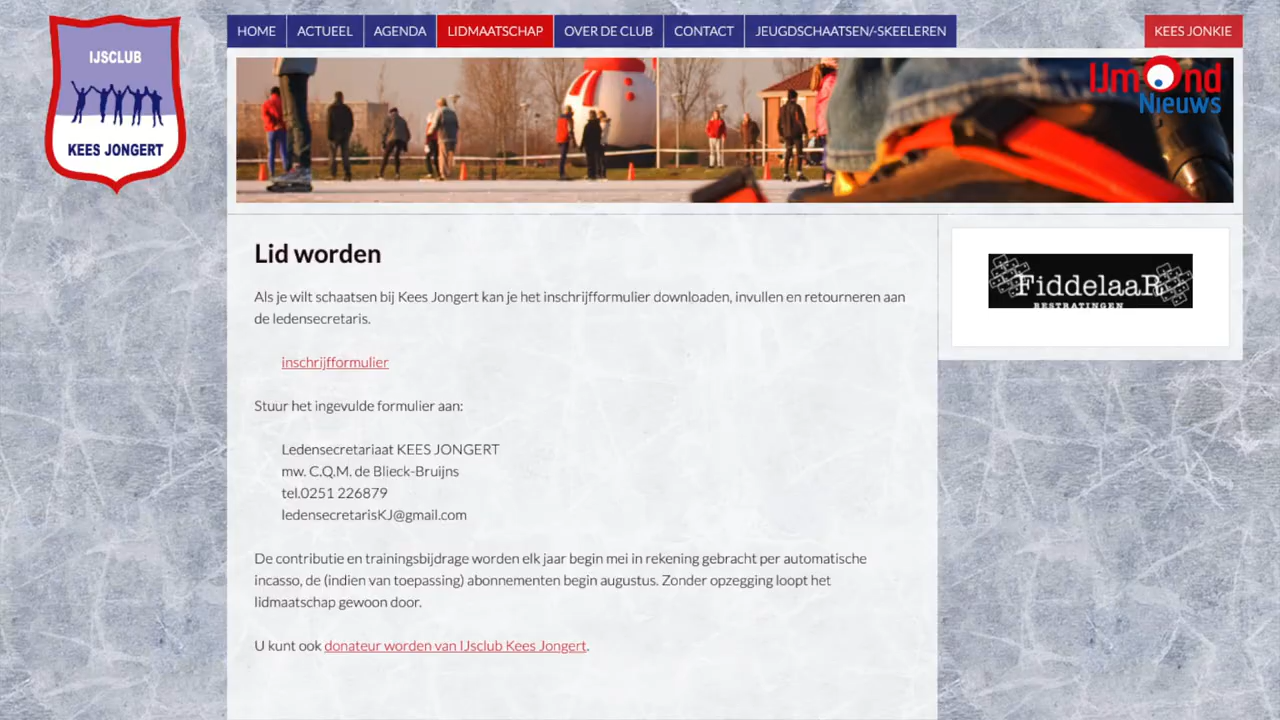 IJSCLUB
KEES JONGERT
HOME ACTUEEL AGENDA LIDMAATSCHAP OVER DE CLUB CONTACT JEUGDSCHAATSEN/-SKEELEREN KEES JONKIE
IJmond
Nieuws
Lid worden
Als je wilt schaatsen bij Kees Jongert kan je het inschrijfformulier downloaden, invullen en retourneren aan
de ledensecretaris.
inschrijfformulier
Stuur het ingevulde formulier aan:
Ledensecretariaat KEES JONGERT
mw. C.Q.M. de Blieck-Bruijns
tel.0251 226879
ledensecretarisKJ@gmail.com
De contributie en trainingsbijdrage worden elk jaar begin mei in rekening gebracht per automatische
incasso, de (indien van toepassing) abonnementen begin augustus. Zonder opzegging loopt het
lidmaatschap gewoon door.
U kunt ook donateur worden van IJsclub Kees Jongert.
FiddelaaR
BESTRATINGEN